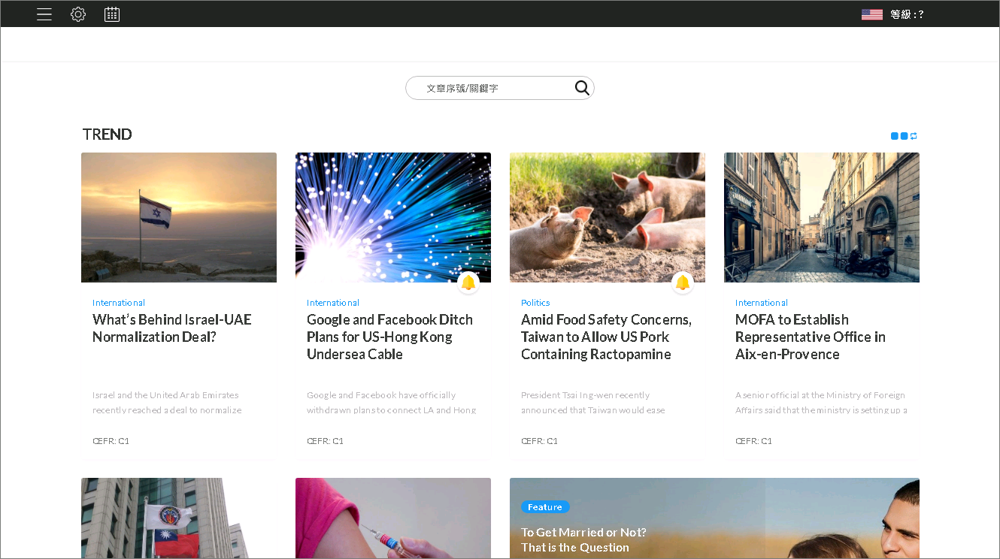 等級 : ?
文章序號/關鍵字
TREND
International
What's Behind Israel-UAE
Normalization Deal?
Israel and the United Arab Emirates
recently reached a deal to normalize
CEFR: C1
International
Google and Facebook Ditch
Plans for US-Hong Kong
Undersea Cable
Google and Facebook have officially
withdrawn plans to connect LA and Hong
CEFR: C1
Politics
Amid Food Safety Concerns,
Taiwan to Allow US Pork
Containing Ractopamine
President Tsai Ing-wen recently
announced that Taiwan would ease
CEFR: C1
International
MOFA to Establish
Representative Office in
Aix-en-Provence
A senior official at the Ministry of Foreign
Affairs said that the ministry is setting up a
CEFR: C1
Feature
To Get Married or Not?
That is the Question